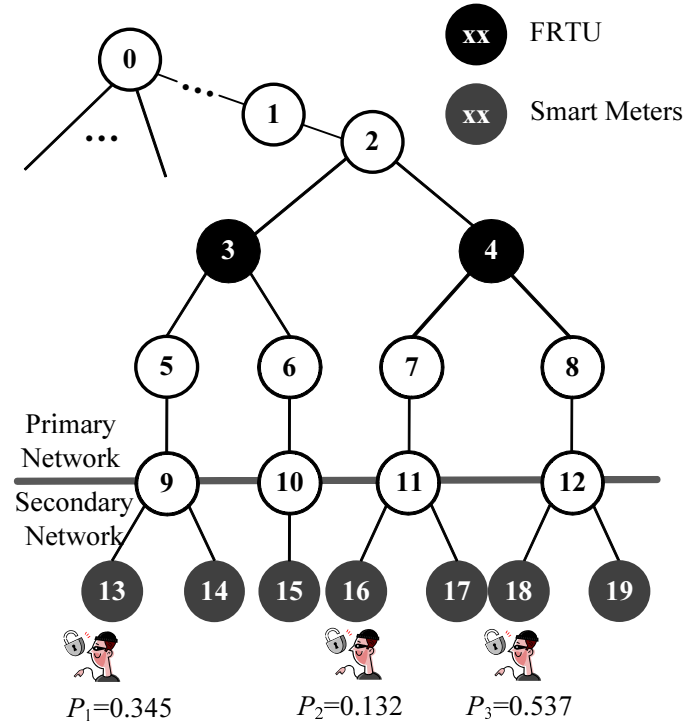 0
...
1
2
...
xx FRTU
xx Smart Meters
3
4
5
6
7
8
Primary
Network
9
10
11
12
Secondary
Network
13
14
15
16
17
18
19
P₁=0.345
P₂=0.132
P₃=0.537